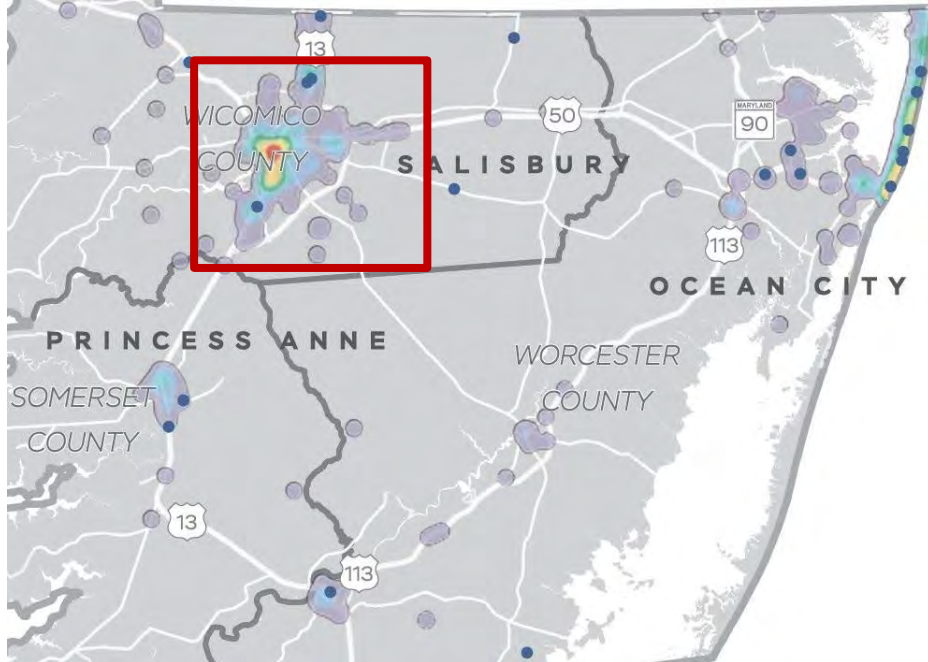 13
WICOMICO
COUNTY
50
MARYLAND
90
SALISBURY
113
OCEAN CITY
PRINCESS ANNE
WORCESTER
COUNTY
SOMERSET
COUNTY
13
113